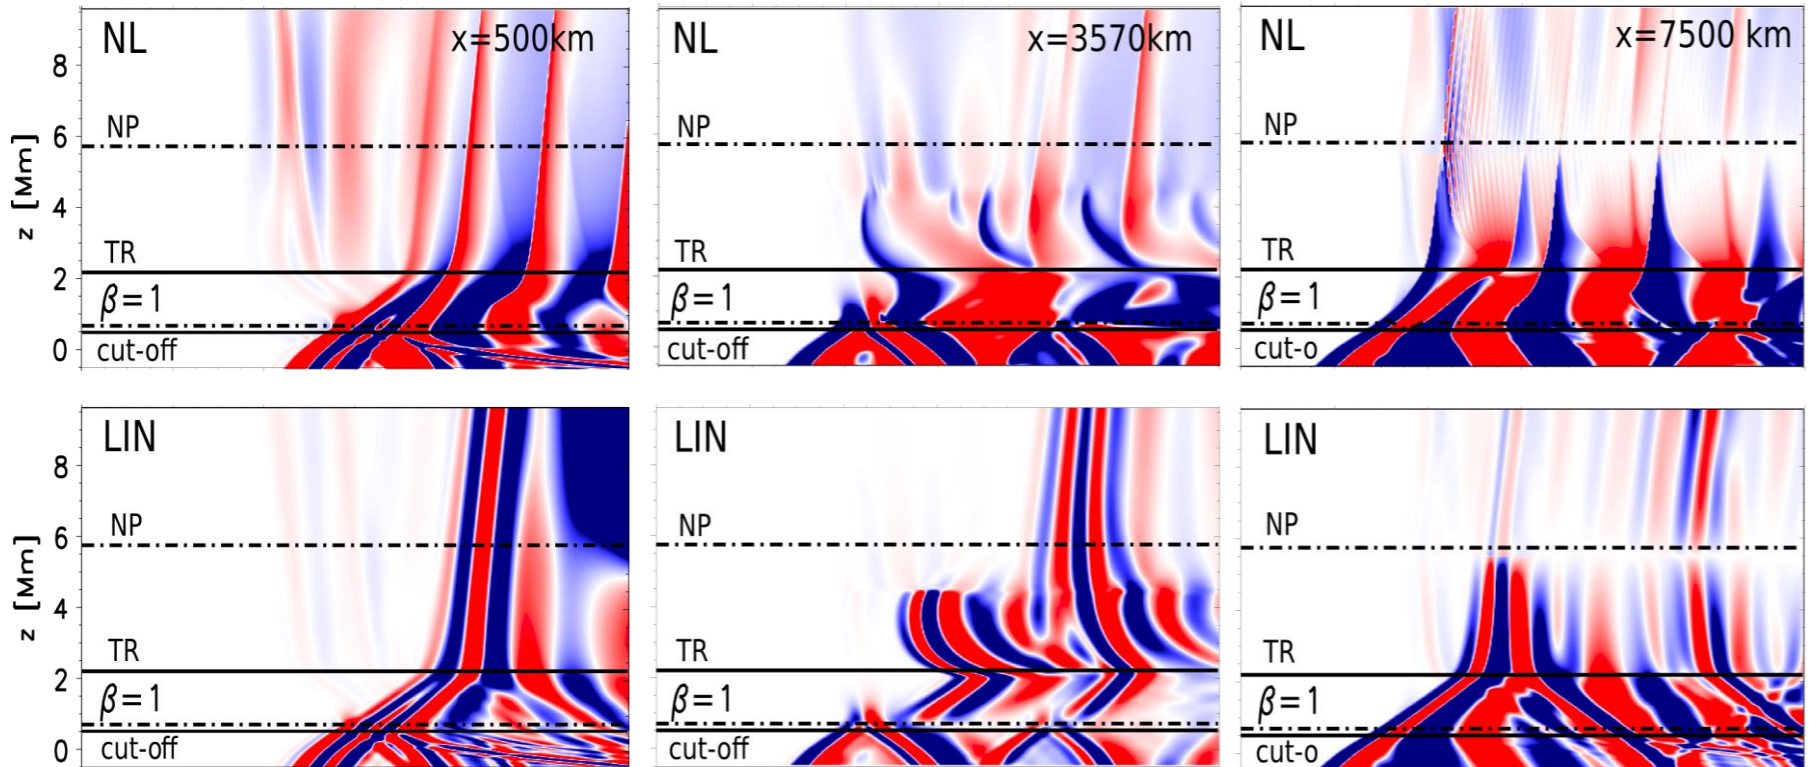 NL
x=500km
8
NP
6
z [Mm]
4
TR
2
β=1
0
cut-off
NL
x=3570km
NP
TR
β=1
cut-off
NL
x=7500 km
NP
TR
β=1
cut-o
LIN
8
NP
6
z [Mm]
4
TR
2
β=1
0
cut-off
LIN
NP
TR
β=1
cut-off
LIN
NP
TR
β=1
cut-o